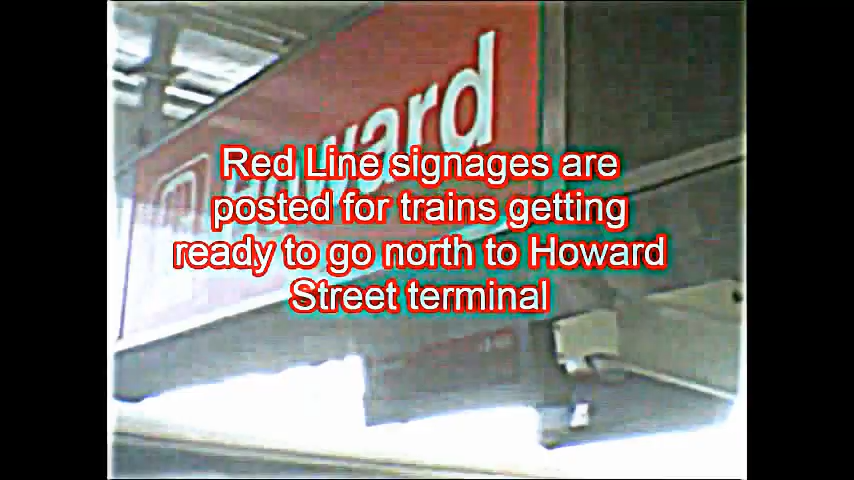 Howard
Red Line signages are
posted for trains getting
ready to go north to Howard
Street terminal